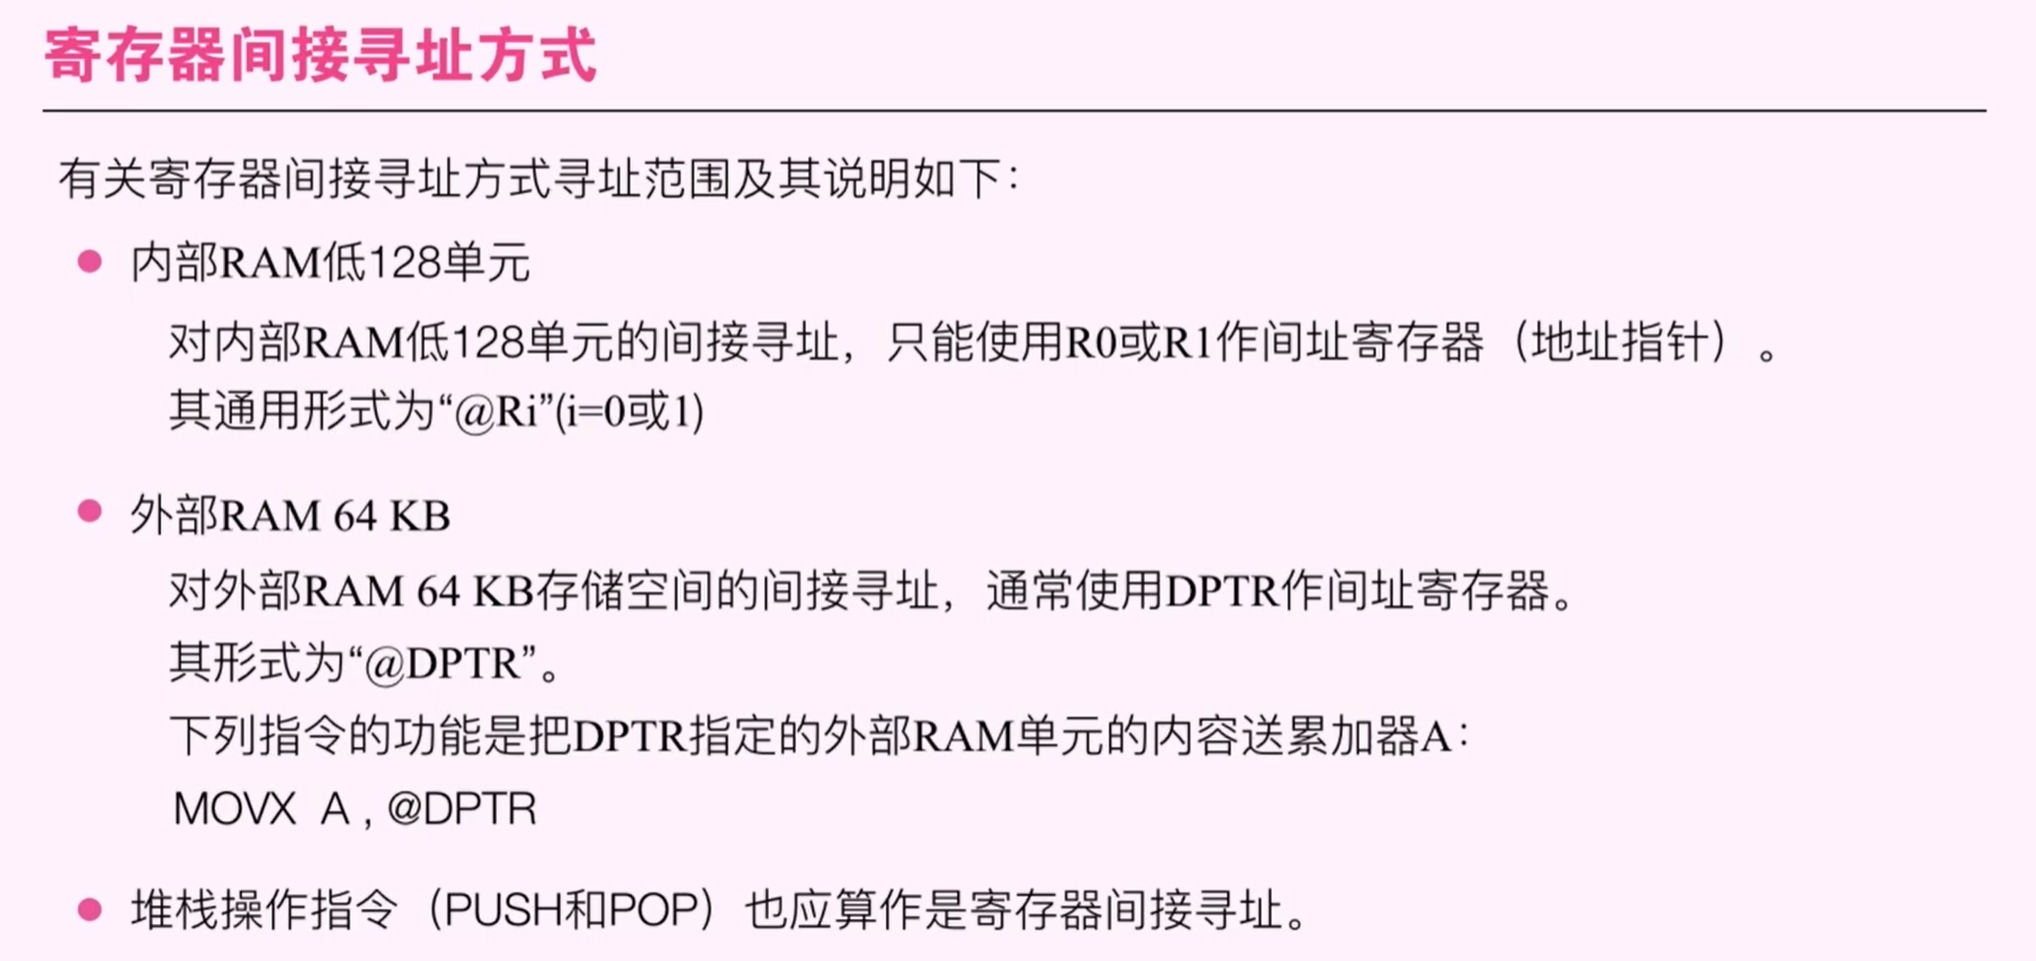 寄存器间接寻址方式
有关寄存器间接寻址方式寻址范围及其说明如下：
● 内部RAM低128单元
对内部RAM低128单元的间接寻址，只能使用R0或R1作间址寄存器（地址指针）。
其通用形式为“@Ri”(i=0或1)
● 外部RAM 64 KB
对外部RAM 64 KB存储空间的间接寻址，通常使用DPTR作间址寄存器。
其形式为“@DPTR”。
下列指令的功能是把DPTR指定的外部RAM单元的内容送累加器A：
MOVX A , @DPTR
● 堆栈操作指令（PUSH和POP）也应算作是寄存器间接寻址。